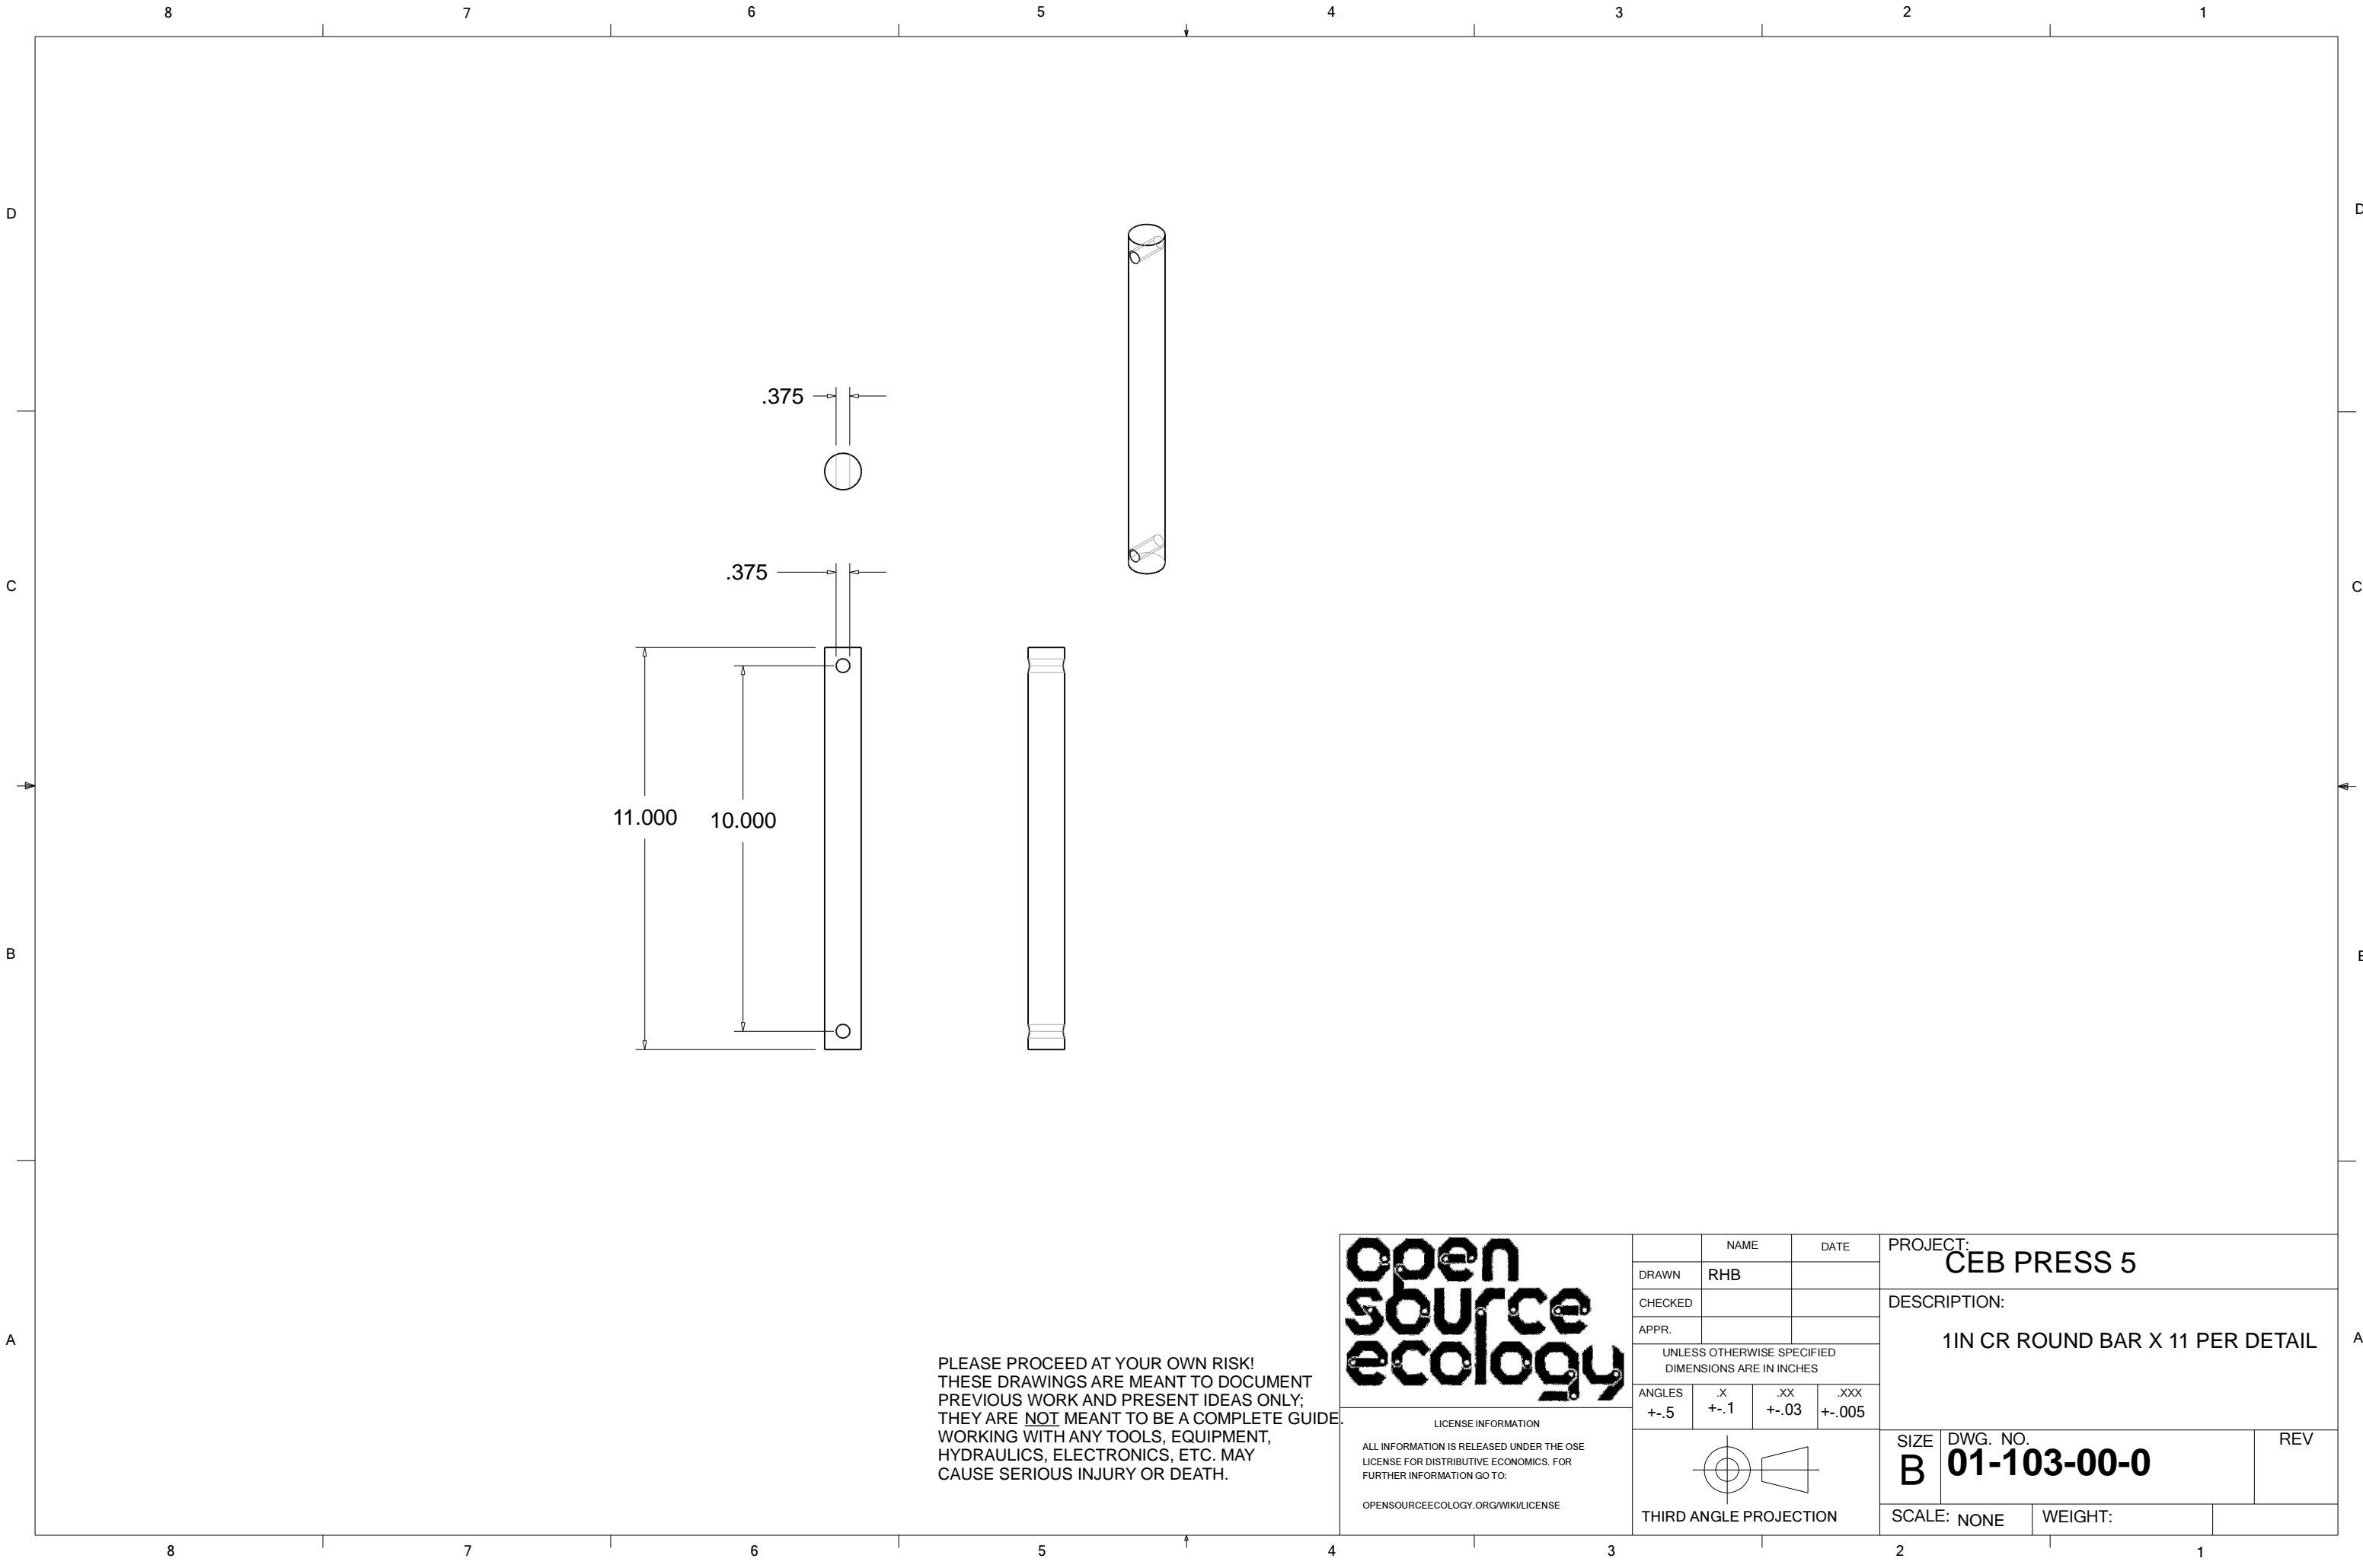 8 7 6 5 4 3 2 1
D D
.375
.375
C C
11.000 10.000
B B
A A
PLEASE PROCEED AT YOUR OWN RISK!
THESE DRAWINGS ARE MEANT TO DOCUMENT
PREVIOUS WORK AND PRESENT IDEAS ONLY;
THEY ARE NOT MEANT TO BE A COMPLETE GUIDE.
WORKING WITH ANY TOOLS, EQUIPMENT,
HYDRAULICS, ELECTRONICS, ETC. MAY
CAUSE SERIOUS INJURY OR DEATH.
open
source
ecology
LICENSE INFORMATION
ALL INFORMATION IS RELEASED UNDER THE OSE
LICENSE FOR DISTRIBUTIVE ECONOMICS. FOR
FURTHER INFORMATION GO TO:
OPENSOURCEECOLOGY.ORG/WIKI/LICENSE
NAME DATE
DRAWN RHB
CHECKED
APPR.
UNLESS OTHERWISE SPECIFIED
DIMENSIONS ARE IN INCHES
ANGLES .X .XX .XXX
+-.5 +-.1 +-.03 +-.005
THIRD ANGLE PROJECTION
PROJECT:
CEB PRESS 5
DESCRIPTION:
1IN CR ROUND BAR X 11 PER DETAIL
SIZE DWG. NO. REV
B 01-103-00-0
SCALE: NONE WEIGHT:
8 7 6 5 4 3 2 1